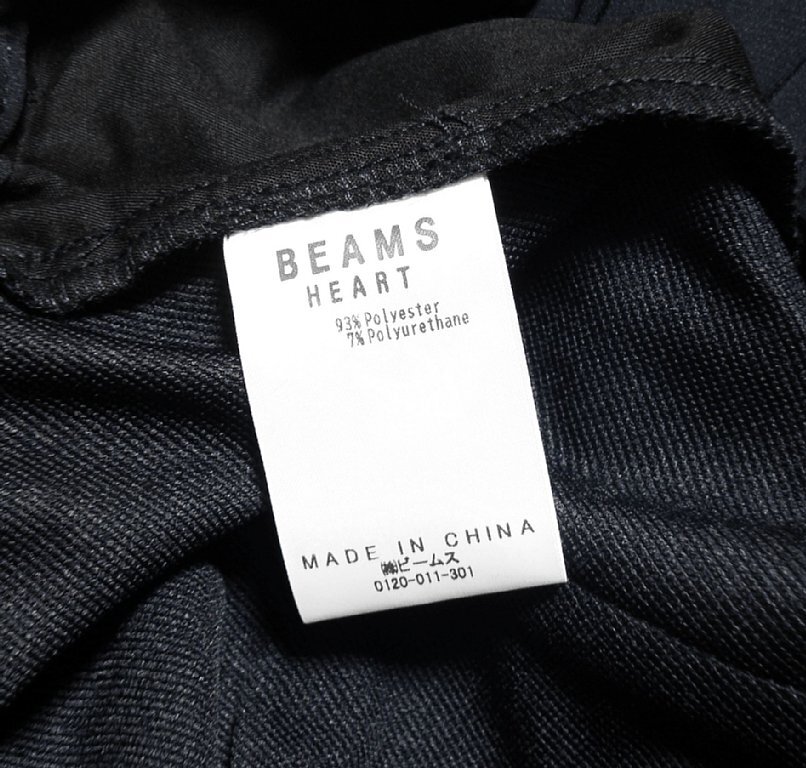 BEAMS
HEART
93% Polyester
7% Polyurethane
MADE IN CHINA
㈱ビームス
0120-011-301